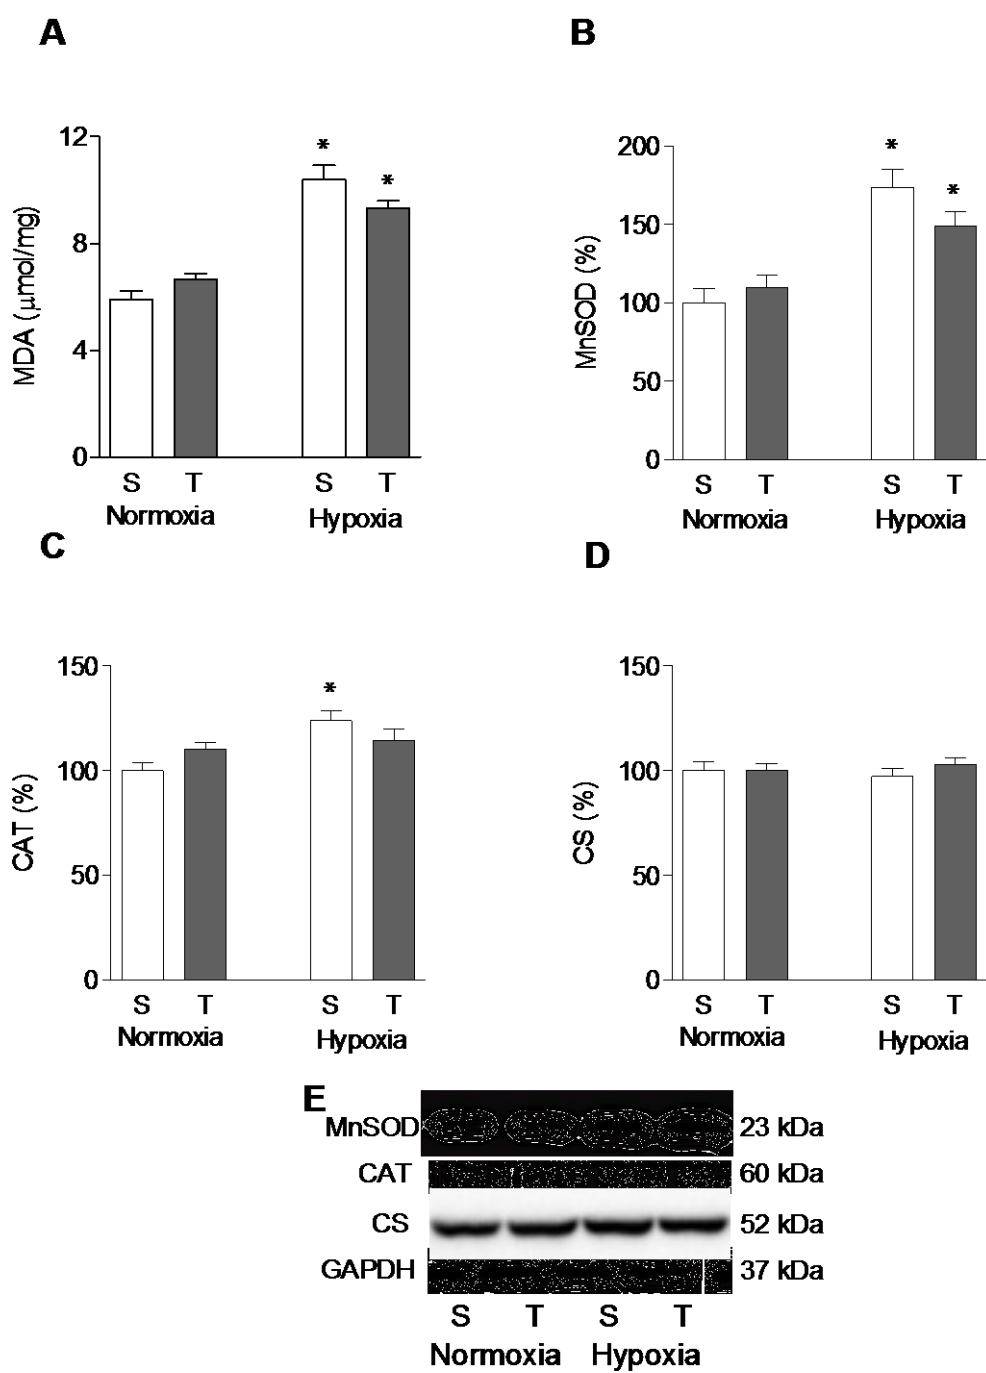 A
MDA (μmol/mg)
12
8
4
0
*
*
S T S T
Normoxia Hypoxia
B
MnSOD (%)
200
150
100
50
0
*
*
S T S T
Normoxia Hypoxia
C
CAT (%)
150
100
50
0
*
S T S T
Normoxia Hypoxia
D
CS (%)
150
100
50
0
S T S T
Normoxia Hypoxia
E
MnSOD 23 kDa
CAT 60 kDa
CS 52 kDa
GAPDH 37 kDa
S T S T
Normoxia Hypoxia